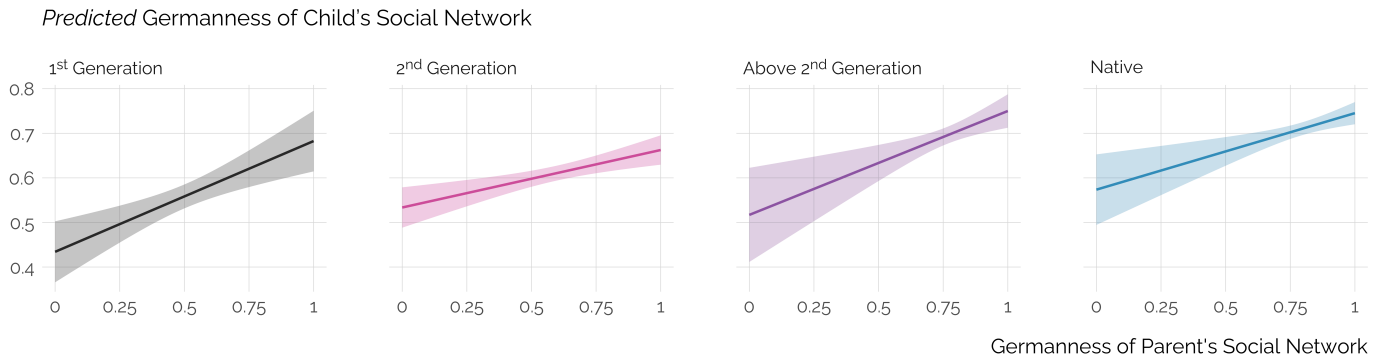 Predicted Germanness of Child's Social Network
1st Generation
2nd Generation
Above 2nd Generation
Native
0.8
0.7
0.6
0.5
0.4
0 0.25 0.5 0.75 1
0 0.25 0.5 0.75 1
0 0.25 0.5 0.75 1
0 0.25 0.5 0.75 1
Germanness of Parent's Social Network